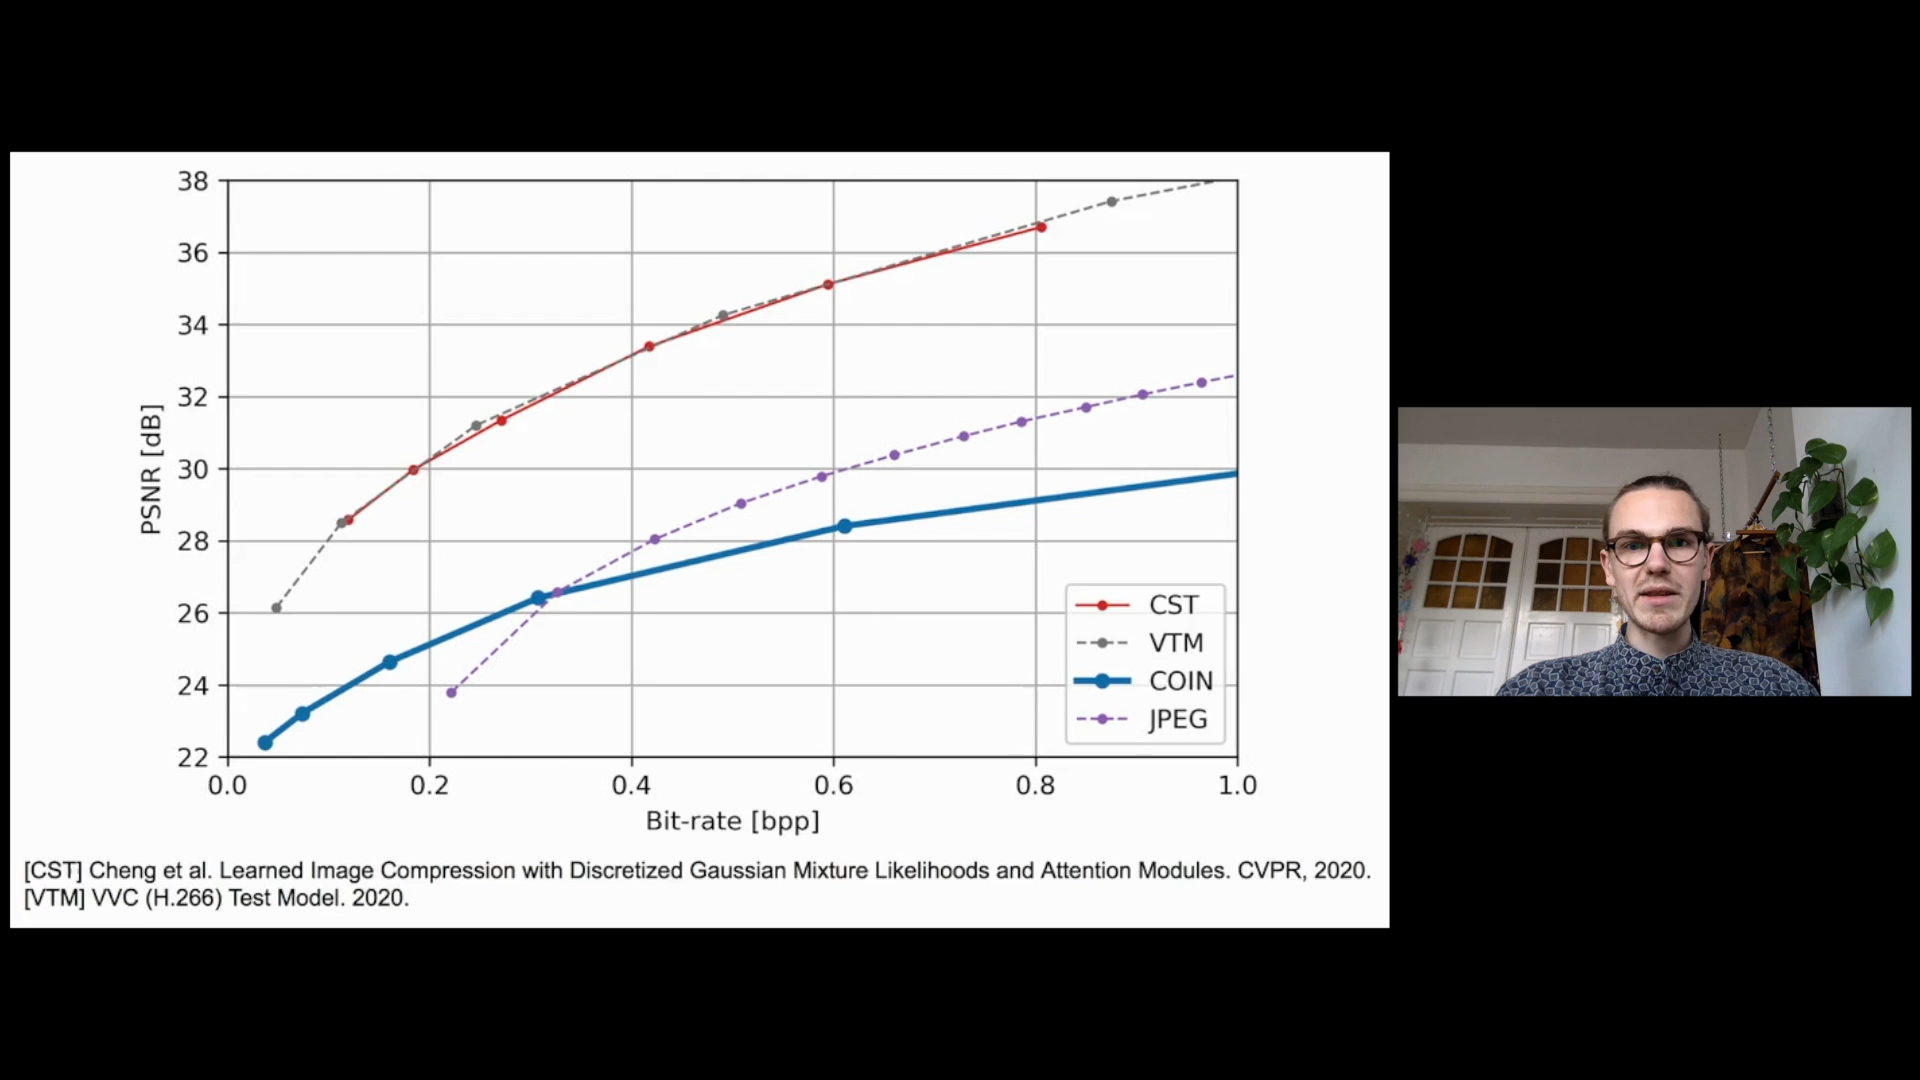 38
36
34
32
30
28
26
24
22
PSNR [dB]
0.0 0.2 0.4 0.6 0.8 1.0
Bit-rate [bpp]
CST
VTM
COIN
JPEG
[CST] Cheng et al. Learned Image Compression with Discretized Gaussian Mixture Likelihoods and Attention Modules. CVPR, 2020.
[VTM] VVC (H.266) Test Model. 2020.